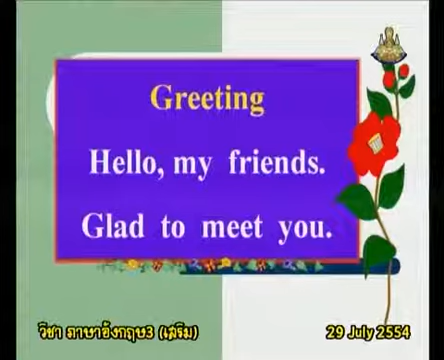 Greeting
Hello, my friends.
Glad to meet you.
วิชา ภาษาอังกฤษ3 (เสริม)
29 July 2554